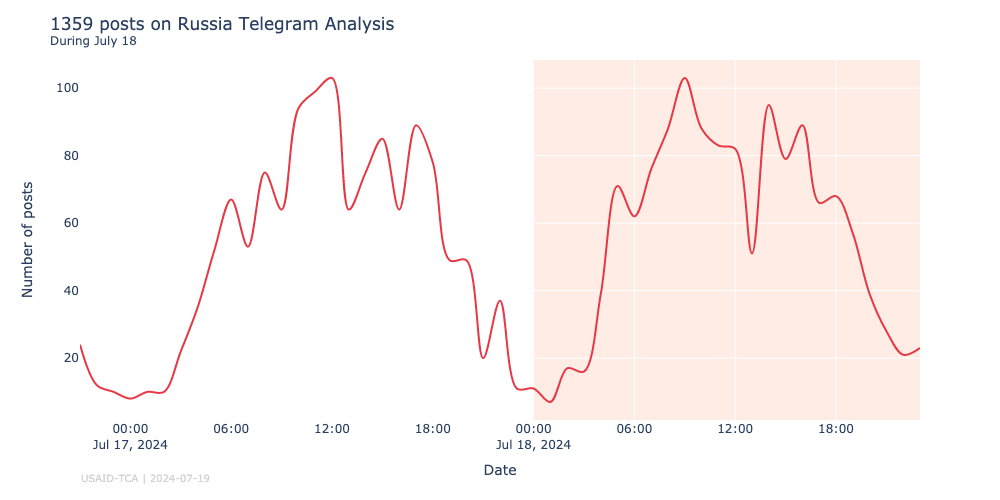 1359 posts on Russia Telegram Analysis
During July 18
100
80
60
40
20
Number of posts
00:00 06:00 12:00 18:00 00:00 06:00 12:00 18:00
Jul 17, 2024 Jul 18, 2024
Date
USAID-TCA | 2024-07-19